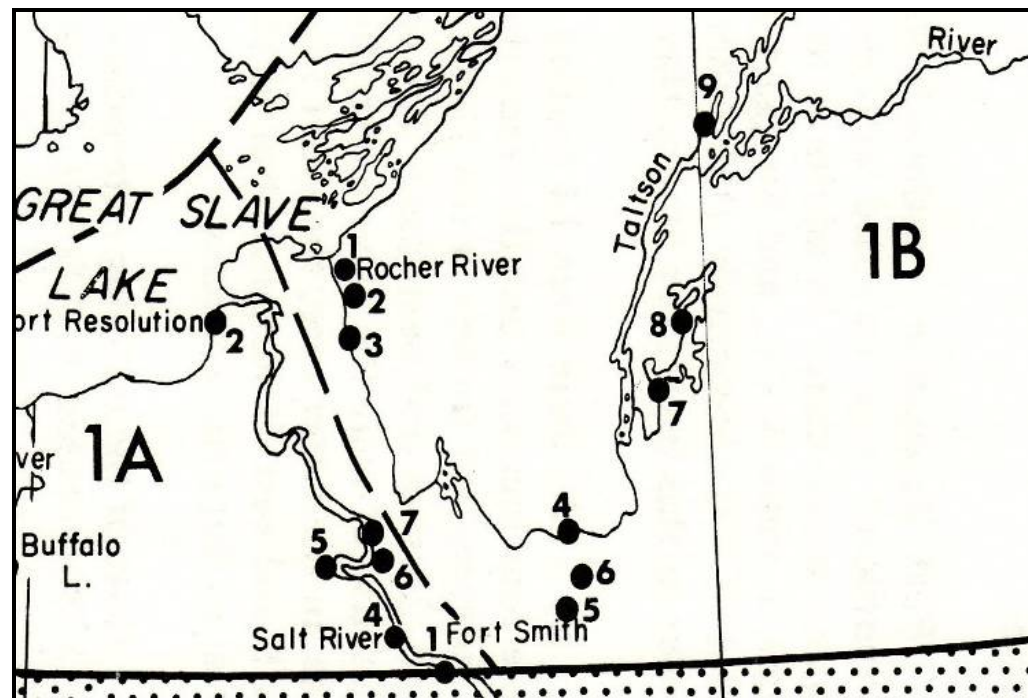 River
9
GREAT SLAVE
Taltson
1B
1
Rocher River
LAKE
2
ort Resolution
2
8
3
7
1A
ver
P
7
4
Buffalo
L.
5
6
6
4
5
Salt River
1
Fort Smith